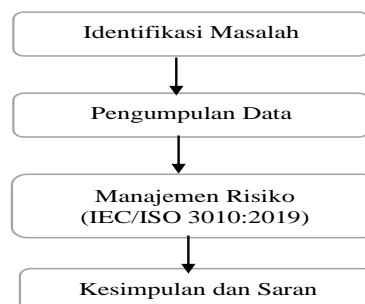 Identifikasi Masalah
Pengumpulan Data
Manajemen Risiko
(IEC/ISO 3010:2019)
Kesimpulan dan Saran